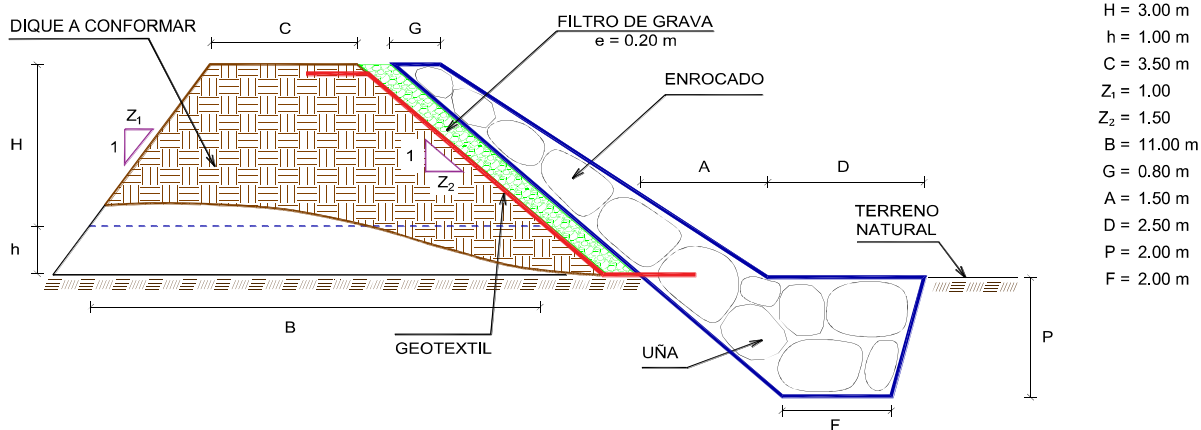 DIQUE A CONFORMAR
C
G
FILTRO DE GRAVA
e = 0.20 m
ENROCADO
H
Z₁
1
1
Z₂
A
D
TERRENO
NATURAL
h
B
GEOTEXTIL
UÑA
P
F
H = 3.00 m
h = 1.00 m
C = 3.50 m
Z₁ = 1.00
Z₂ = 1.50
B = 11.00 m
G = 0.80 m
A = 1.50 m
D = 2.50 m
P = 2.00 m
F = 2.00 m